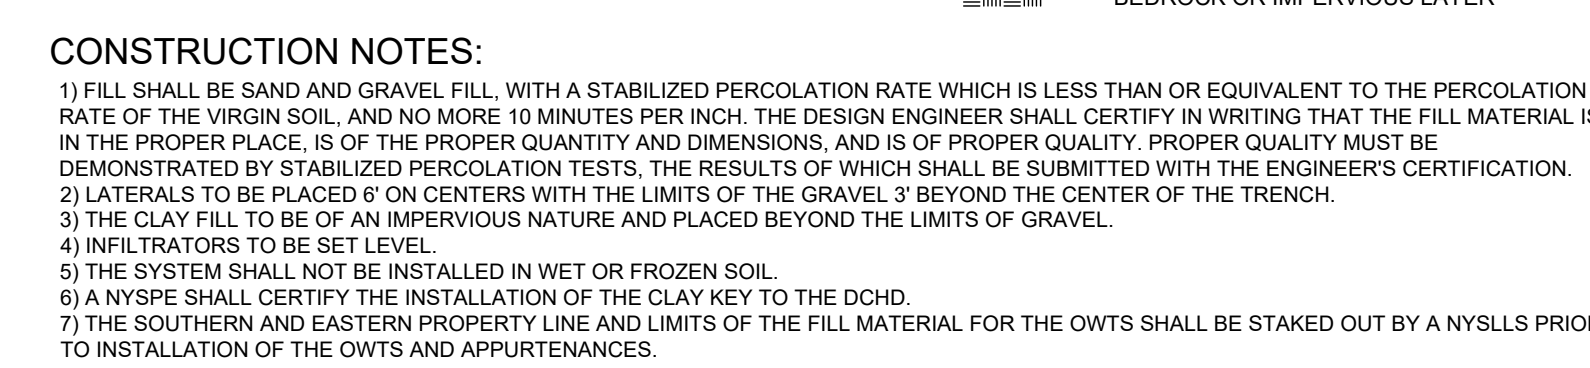 BEDROCK OR IMPERVIOUS LAYER
CONSTRUCTION NOTES:
1) FILL SHALL BE SAND AND GRAVEL FILL, WITH A STABILIZED PERCOLATION RATE WHICH IS LESS THAN OR EQUIVALENT TO THE PERCOLATION
RATE OF THE VIRGIN SOIL, AND NO MORE 10 MINUTES PER INCH. THE DESIGN ENGINEER SHALL CERTIFY IN WRITING THAT THE FILL MATERIAL IS
IN THE PROPER PLACE, IS OF THE PROPER QUANTITY AND DIMENSIONS, AND IS OF PROPER QUALITY. PROPER QUALITY MUST BE
DEMONSTRATED BY STABILIZED PERCOLATION TESTS, THE RESULTS OF WHICH SHALL BE SUBMITTED WITH THE ENGINEER'S CERTIFICATION.
2) LATERALS TO BE PLACED 6' ON CENTERS WITH THE LIMITS OF THE GRAVEL 3' BEYOND THE CENTER OF THE TRENCH.
3) THE CLAY FILL TO BE OF AN IMPERVIOUS NATURE AND PLACED BEYOND THE LIMITS OF GRAVEL.
4) INFILTRATORS TO BE SET LEVEL.
5) THE SYSTEM SHALL NOT BE INSTALLED IN WET OR FROZEN SOIL.
6) A NYSPE SHALL CERTIFY THE INSTALLATION OF THE CLAY KEY TO THE DCHD.
7) THE SOUTHERN AND EASTERN PROPERTY LINE AND LIMITS OF THE FILL MATERIAL FOR THE OWTS SHALL BE STAKED OUT BY A NYSLLS PRIOR
TO INSTALLATION OF THE OWTS AND APPURTENANCES.